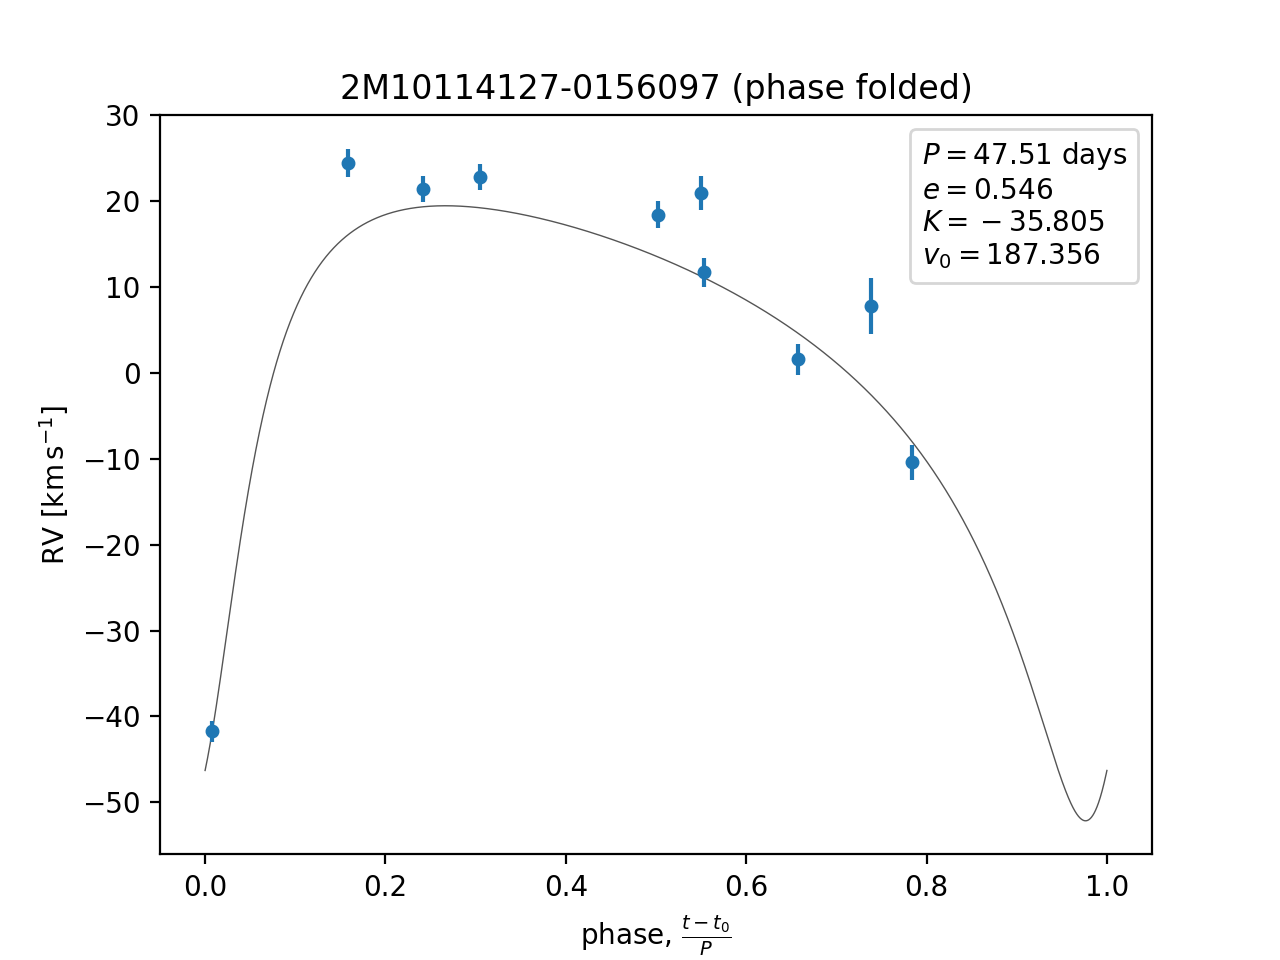 2M10114127-0156097 (phase folded)
P = 47.51 days
e = 0.546
K = −35.805
v₀ = 187.356
30
20
10
0
−10
−20
−30
−40
−50
RV [km s⁻¹]
0.0 0.2 0.4 0.6 0.8 1.0
phase, (t − t₀)/P